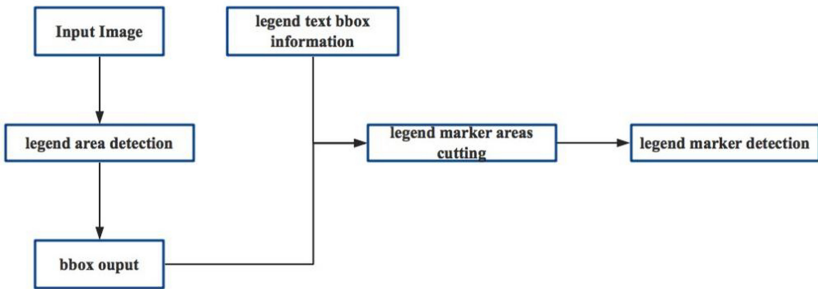 Input Image
legend text bbox
information
legend area detection
legend marker areas
cutting
legend marker detection
bbox ouput